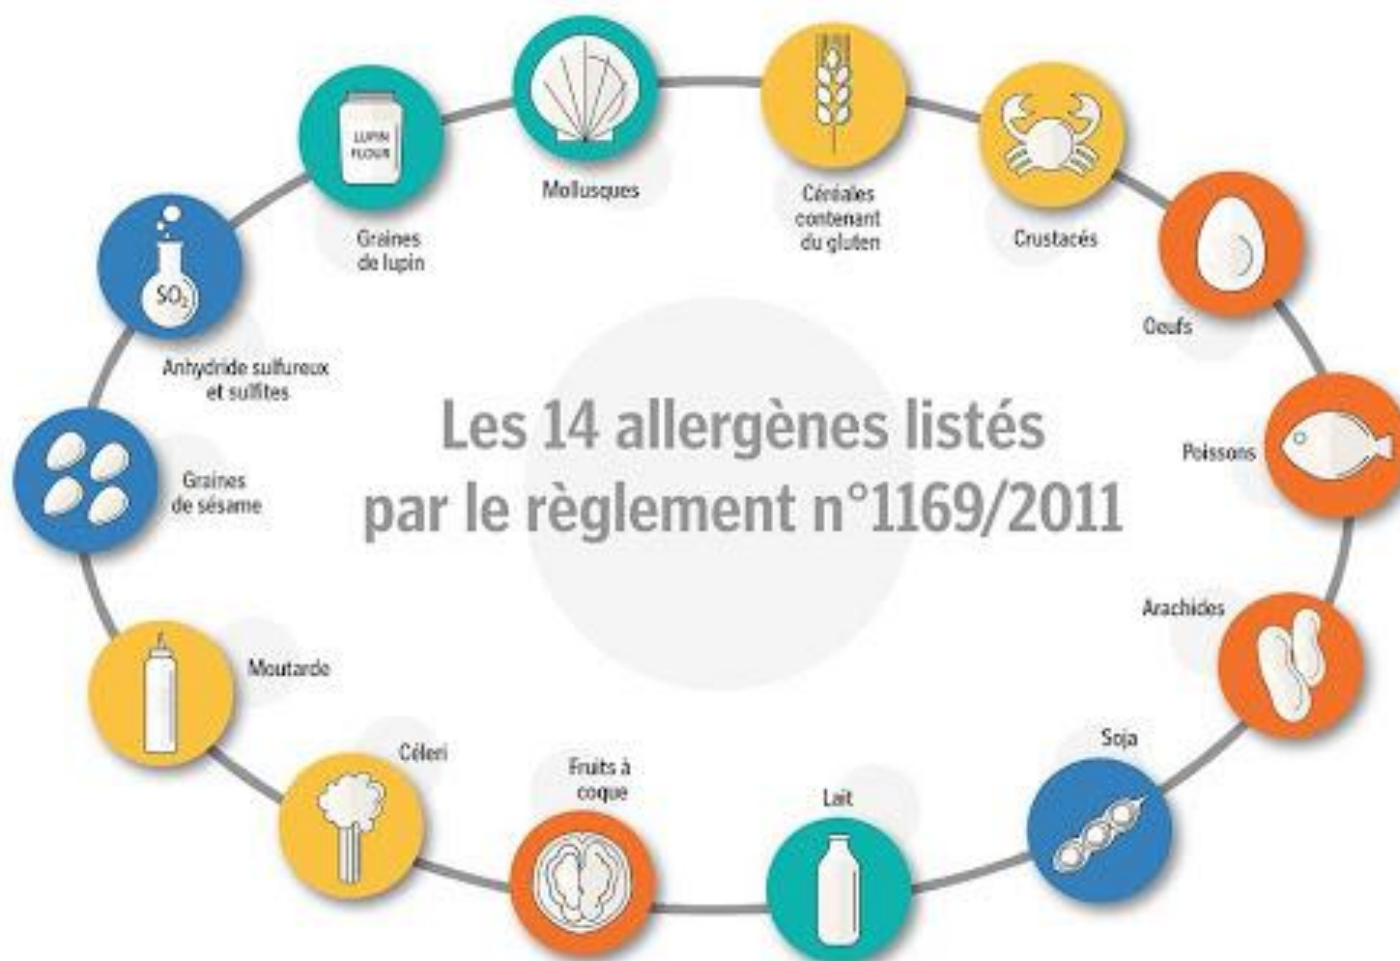 Mollusques
Céréales
contenant
du gluten
Crustacés
Oeufs
Poissons
Arachides
Soja
Lait
Fruits à
coque
Céleri
Moutarde
Graines
de sésame
Anhydride sulfureux
et sulfites
SO₂
Graines
de lupin
LUPIN
FLOUR
Les 14 allergènes listés
par le règlement n°1169/2011